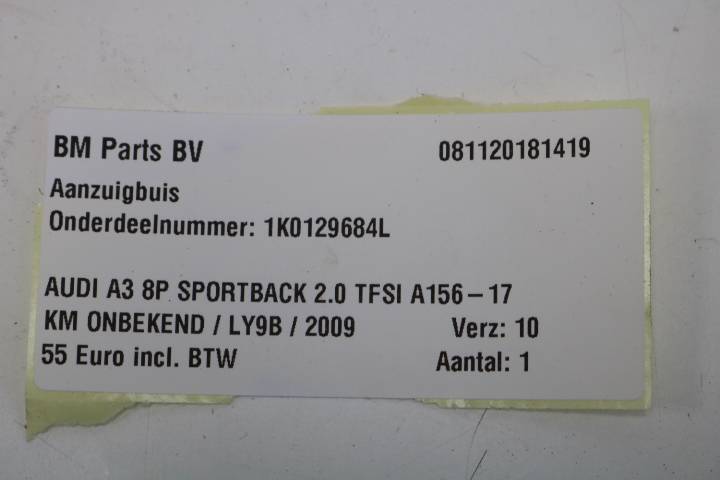 BM Parts BV 081120181419
Aanzuigbuis
Onderdeelnummer: 1K0129684L
AUDI A3 8P SPORTBACK 2.0 TFSI A156-17
KM ONBEKEND / LY9B / 2009 Verz: 10
55 Euro incl. BTW Aantal: 1